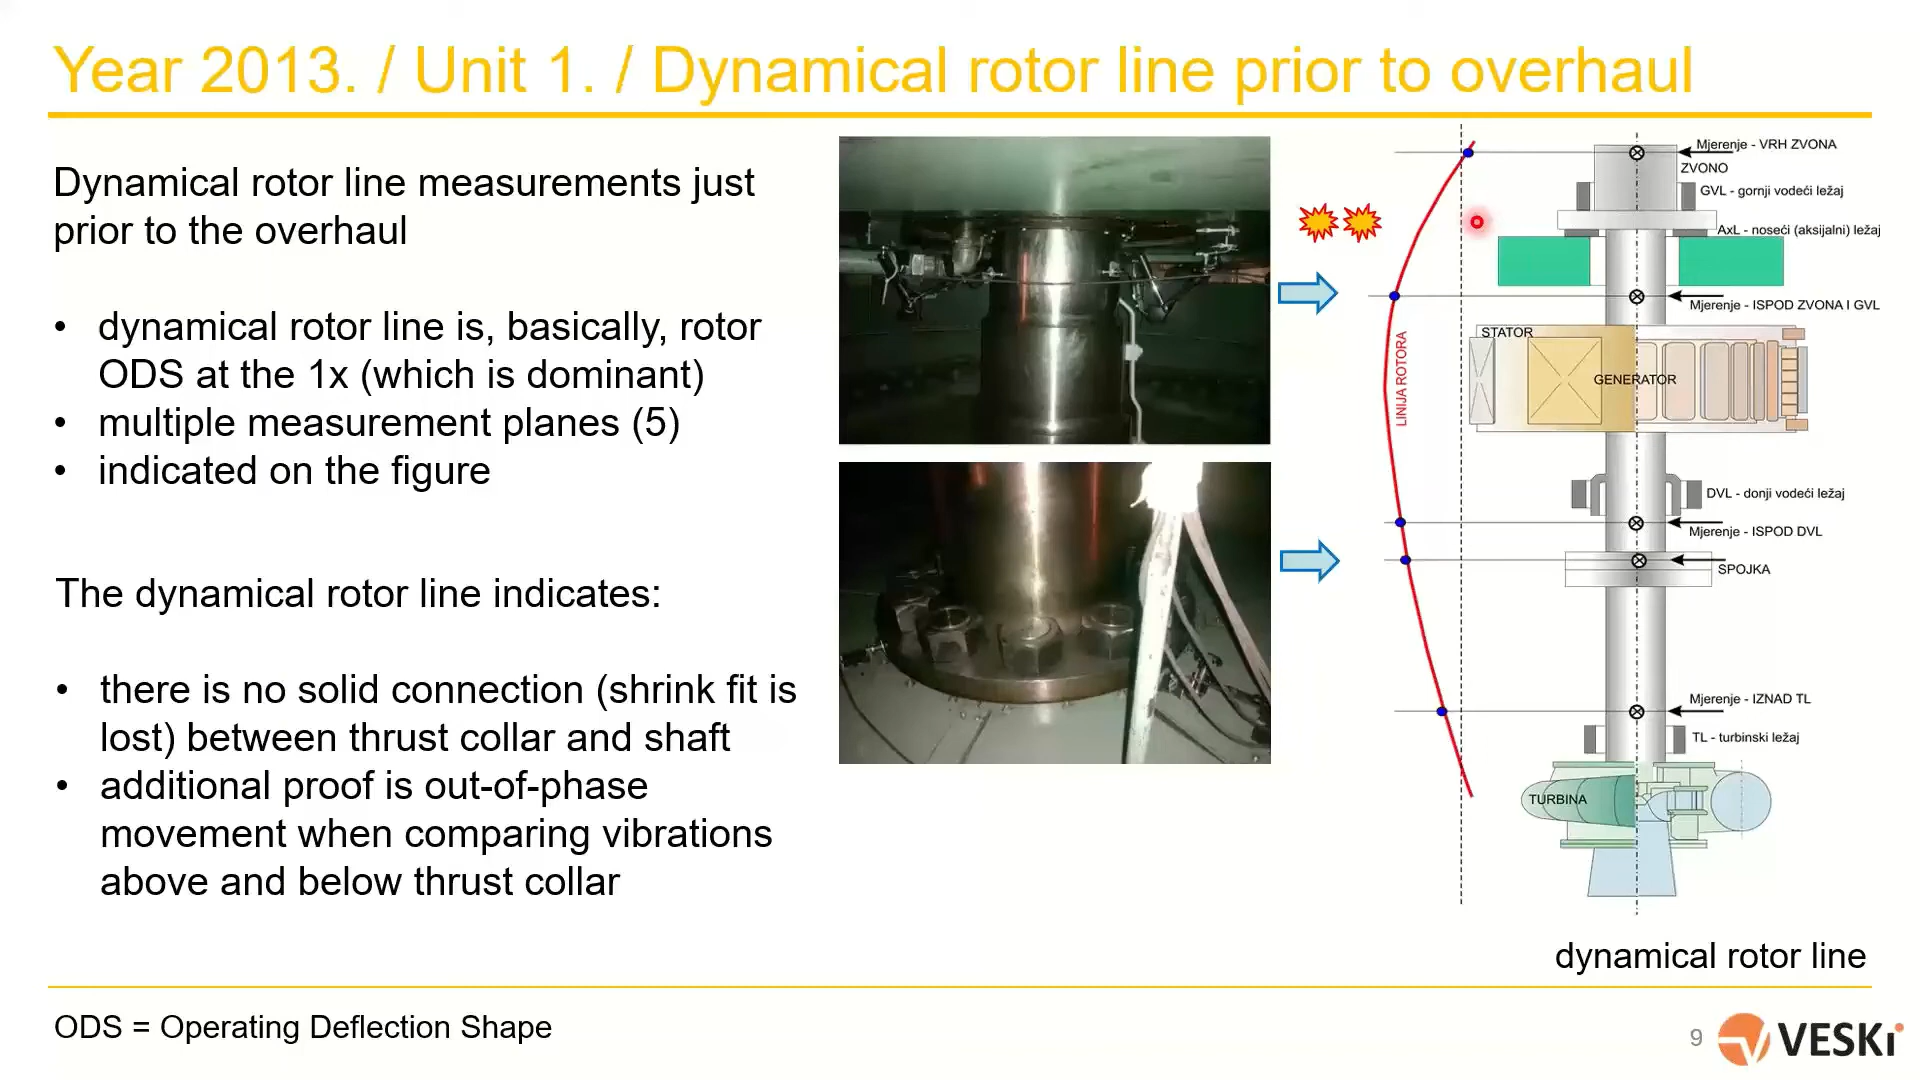 Year 2013. / Unit 1. / Dynamical rotor line prior to overhaul
Dynamical rotor line measurements just
prior to the overhaul
• dynamical rotor line is, basically, rotor
ODS at the 1x (which is dominant)
• multiple measurement planes (5)
• indicated on the figure
The dynamical rotor line indicates:
• there is no solid connection (shrink fit is
lost) between thrust collar and shaft
• additional proof is out-of-phase
movement when comparing vibrations
above and below thrust collar
Mjerenje - VRH ZVONA
ZVONO
GVL - gornji vodeći ležaj
AxL - noseći (aksijalni) ležaj
Mjerenje - ISPOD ZVONA I GVL
STATOR
LINIJA ROTORA
GENERATOR
DVL - donji vodeći ležaj
Mjerenje - ISPOD DVL
SPOJKA
Mjerenje - IZNAD TL
TL - turbinski ležaj
TURBINA
dynamical rotor line
ODS = Operating Deflection Shape
9
VESKi